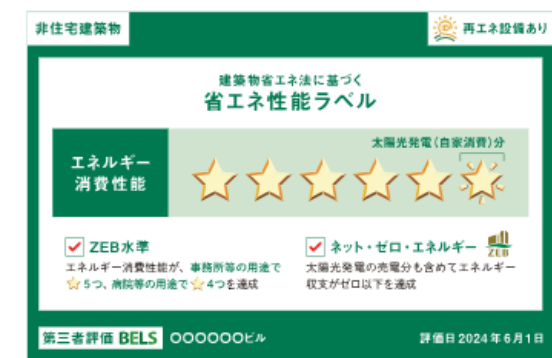 非住宅建築物
再エネ設備あり
建築物省エネ法に基づく
省エネ性能ラベル
太陽光発電(自家消費)分
エネルギー
消費性能
ZEB水準
エネルギー消費性能が、事務所等の用途で
☆5つ、病院等の用途で☆4つを達成
ネット・ゼロ・エネルギー
ZEB
太陽光発電の売電分も含めてエネルギー
収支がゼロ以下を達成
第三者評価 BELS 〇〇〇〇〇〇ビル
評価日2024年6月1日